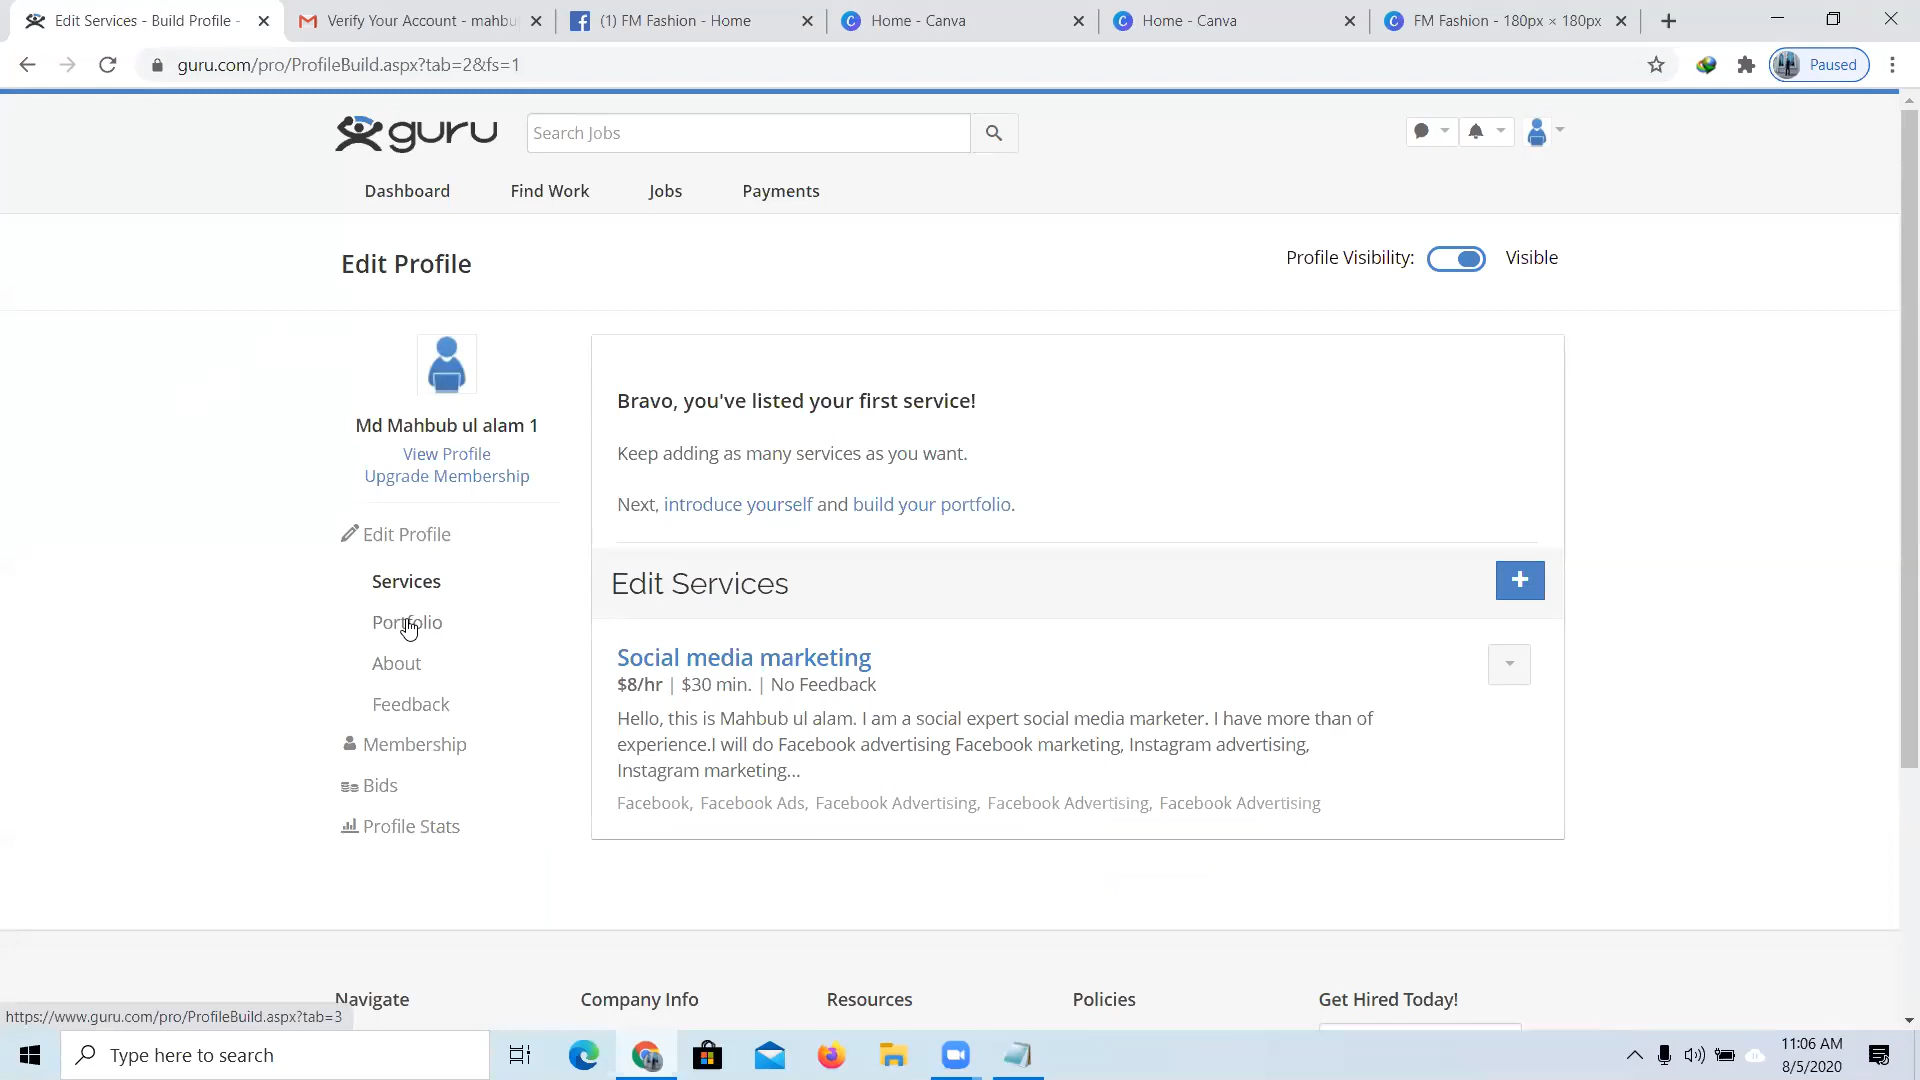 Edit Services - Build Profile -
Verify Your Account - mahbu
(1) FM Fashion - Home
Home - Canva
Home - Canva
FM Fashion - 180px × 180px
guru.com/pro/ProfileBuild.aspx?tab=2&fs=1
Paused
guru
Search Jobs
Dashboard
Find Work
Jobs
Payments
Edit Profile
Profile Visibility:
Visible
Md Mahbub ul alam 1
View Profile
Upgrade Membership
Edit Profile
Services
Portfolio
About
Feedback
Membership
Bids
Profile Stats
Bravo, you've listed your first service!
Keep adding as many services as you want.
Next, introduce yourself and build your portfolio.
Edit Services
+
Social media marketing
$8/hr | $30 min. | No Feedback
Hello, this is Mahbub ul alam. I am a social expert social media marketer. I have more than of
experience.I will do Facebook advertising Facebook marketing, Instagram advertising,
Instagram marketing...
Facebook, Facebook Ads, Facebook Advertising, Facebook Advertising, Facebook Advertising
Navigate
Company Info
Resources
Policies
Get Hired Today!
https://www.guru.com/pro/ProfileBuild.aspx?tab=3
Type here to search
11:06 AM
8/5/2020